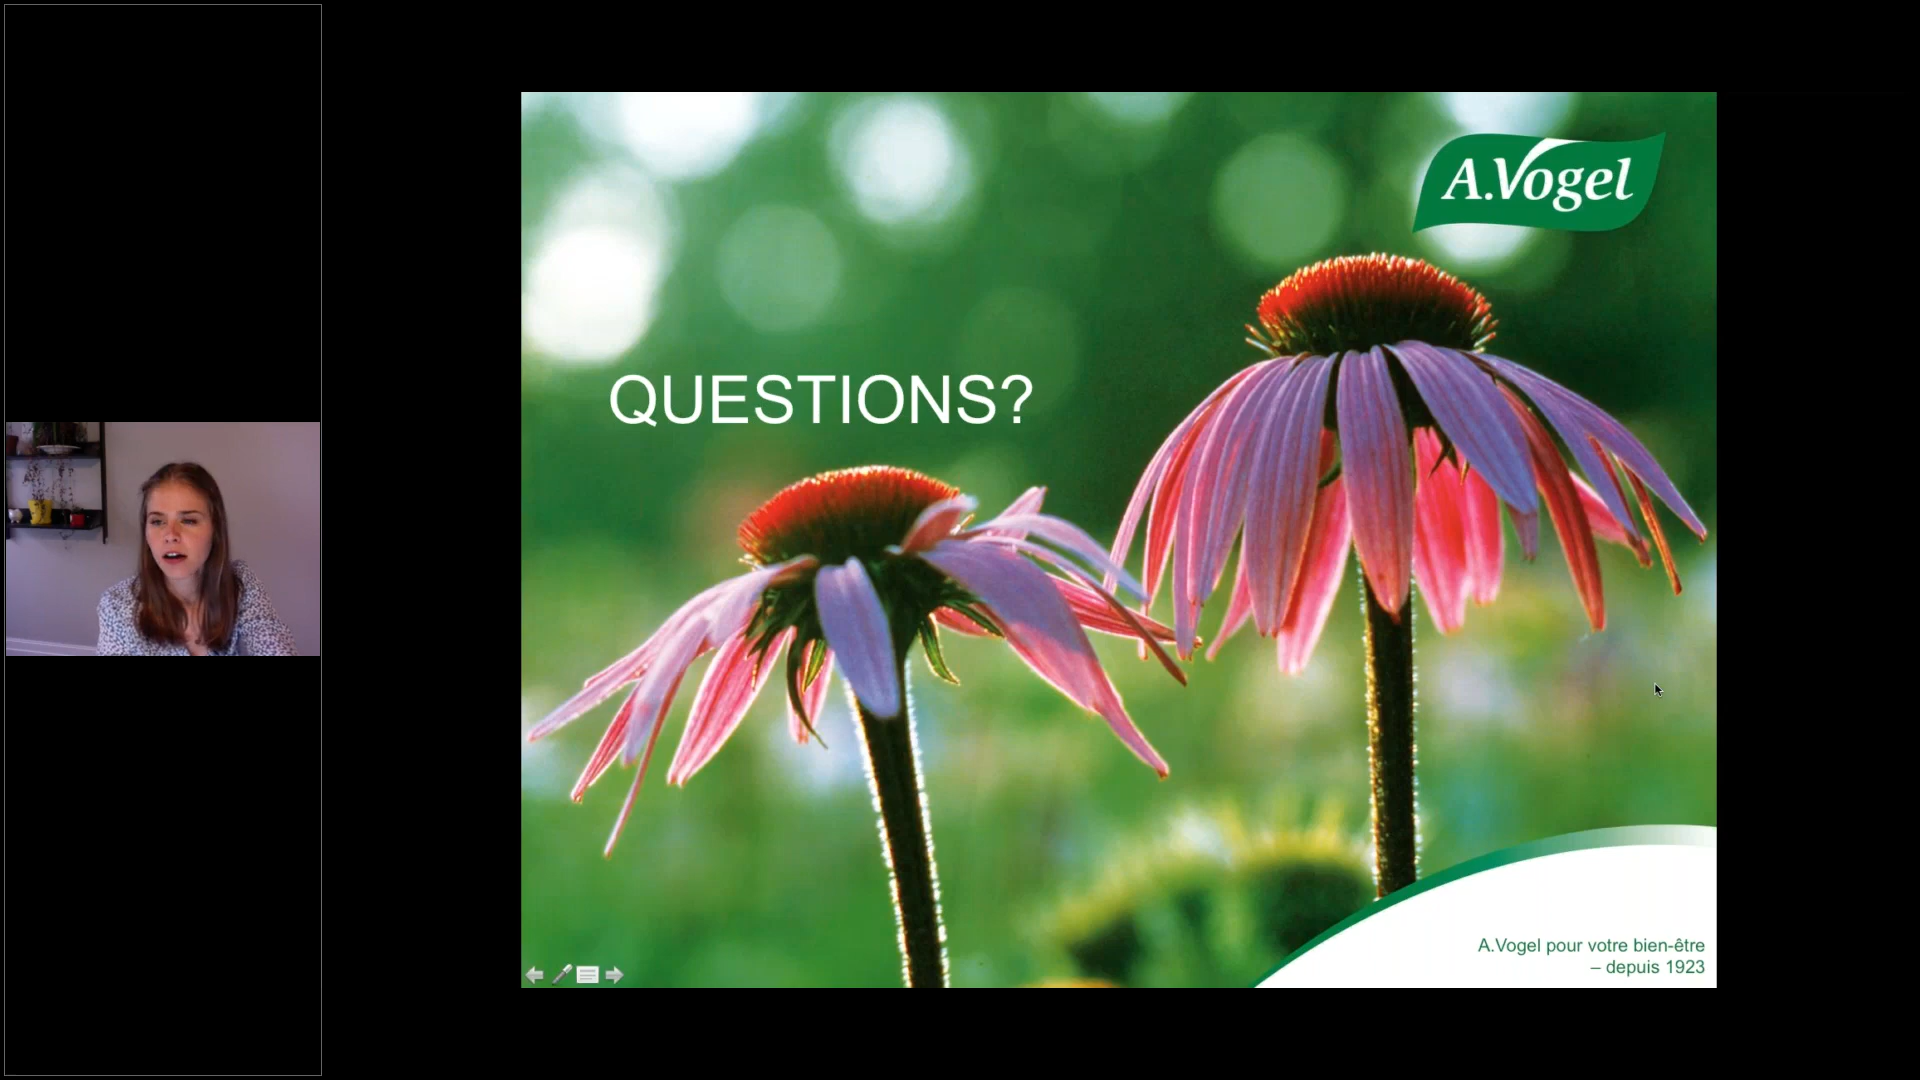 A.Vogel
QUESTIONS?
A.Vogel pour votre bien-être
– depuis 1923